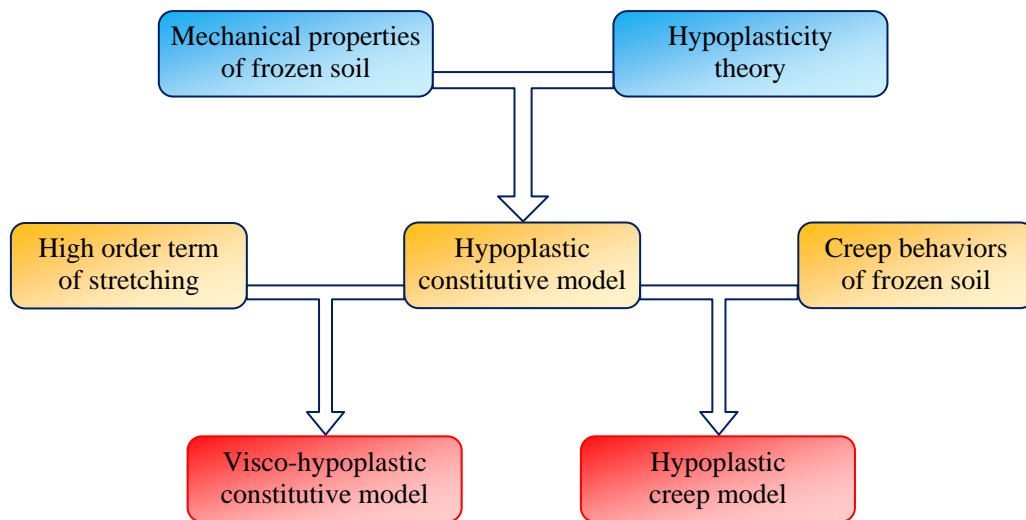 Mechanical properties
of frozen soil
Hypoplasticity
theory
High order term
of stretching
Hypoplastic
constitutive model
Creep behaviors
of frozen soil
Visco-hypoplastic
constitutive model
Hypoplastic
creep model